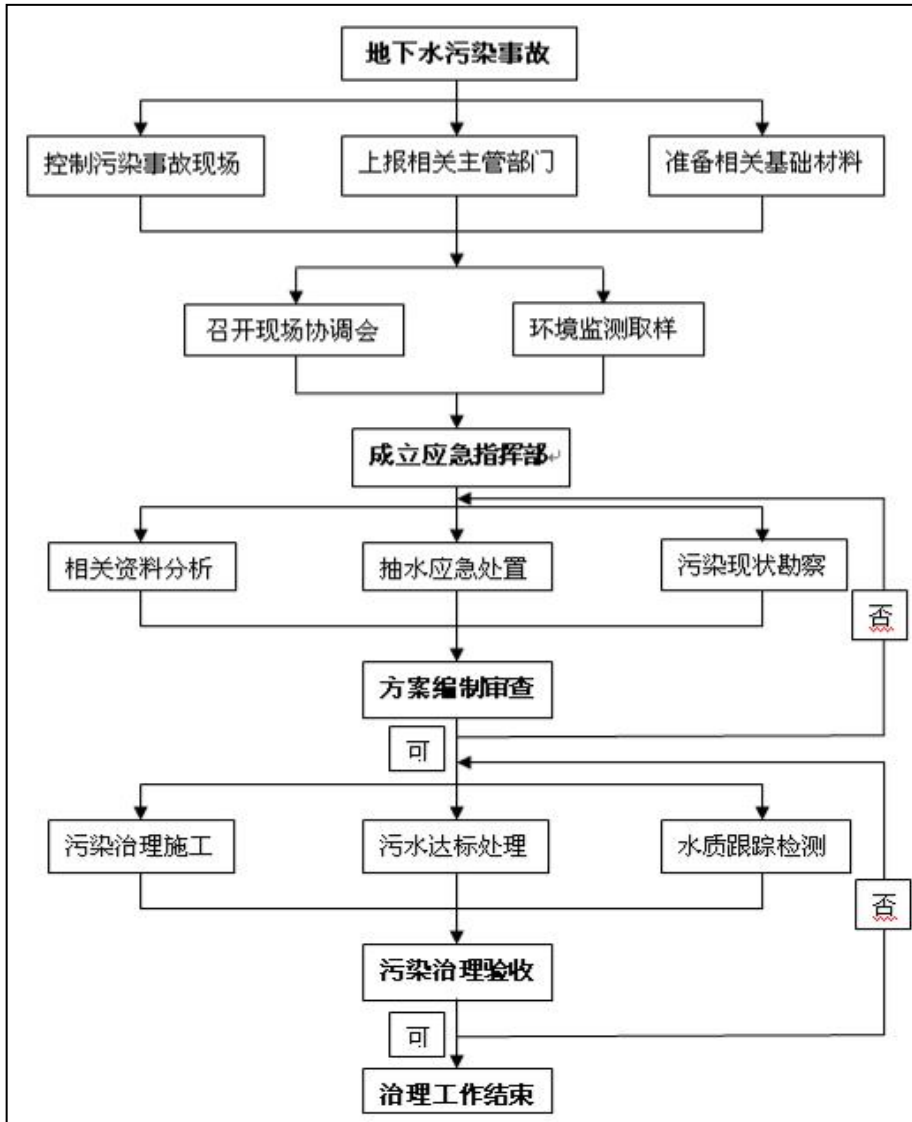 地下水污染事故
控制污染事故现场
上报相关主管部门
准备相关基础材料
召开现场协调会
环境监测取样
成立应急指挥部
相关资料分析
抽水应急处置
污染现状勘察
否
方案编制审查
可
污染治理施工
污水达标处理
水质跟踪检测
否
污染治理验收
可
治理工作结束